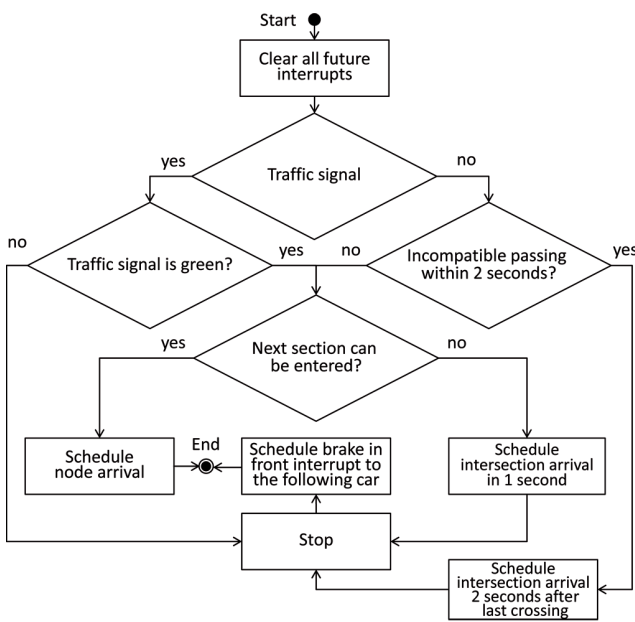 Start
Clear all future
interrupts
yes
Traffic signal
no
no
Traffic signal is green?
yes
no
Incompatible passing
within 2 seconds?
yes
yes
Next section can
be entered?
no
Schedule
node arrival
End
Schedule brake in
front interrupt to
the following car
Schedule
intersection arrival
in 1 second
Stop
Schedule
intersection arrival
2 seconds after
last crossing